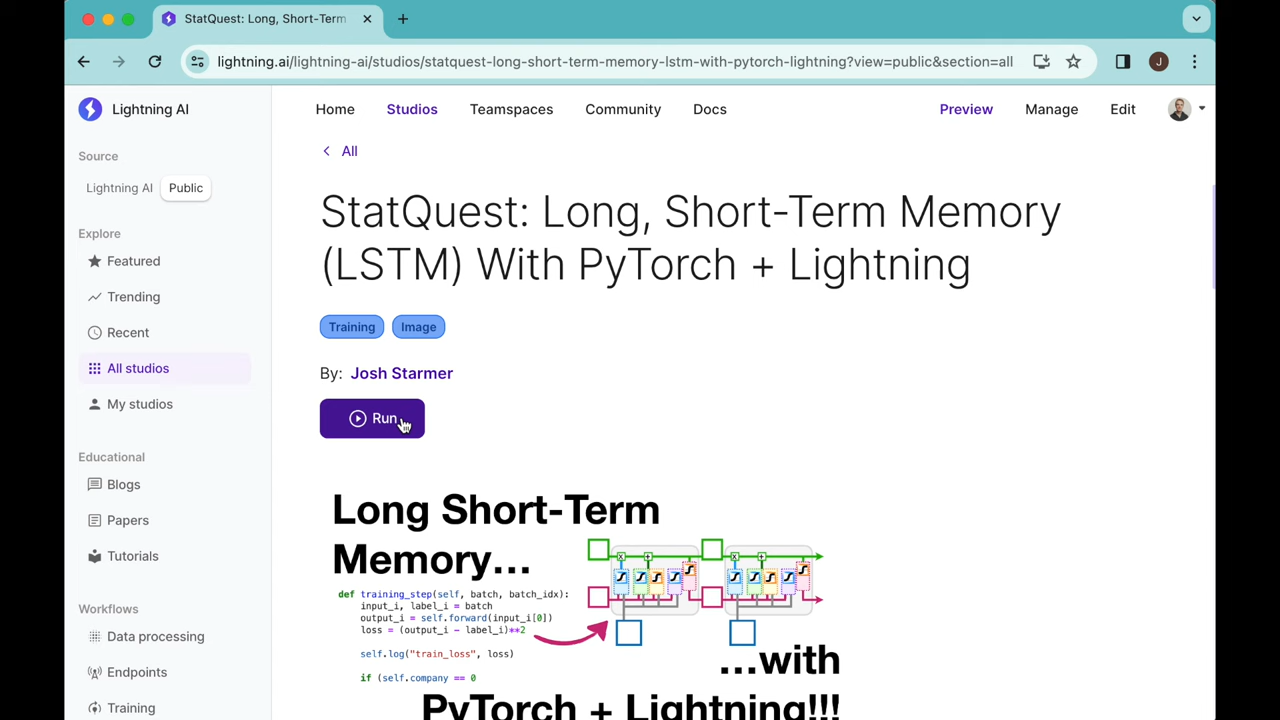 StatQuest: Long, Short-Term
lightning.ai/lightning-ai/studios/statquest-long-short-term-memory-lstm-with-pytorch-lightning?view=public&section=all
J
Lightning AI
Home Studios Teamspaces Community Docs Preview Manage Edit
Source
Lightning AI Public
Explore
Featured
Trending
Recent
All studios
My studios
Educational
Blogs
Papers
Tutorials
Workflows
Data processing
Endpoints
Training
All
StatQuest: Long, Short-Term Memory
(LSTM) With PyTorch + Lightning
Training Image
By: Josh Starmer
Run
Long Short-Term
Memory...
def training_step(self, batch, batch_idx):
input_i, label_i = batch
output_i = self.forward(input_i[0])
loss = (output_i - label_i)**2
self.log("train_loss", loss)
if (self.company == 0
...with
PyTorch + Lightning!!!